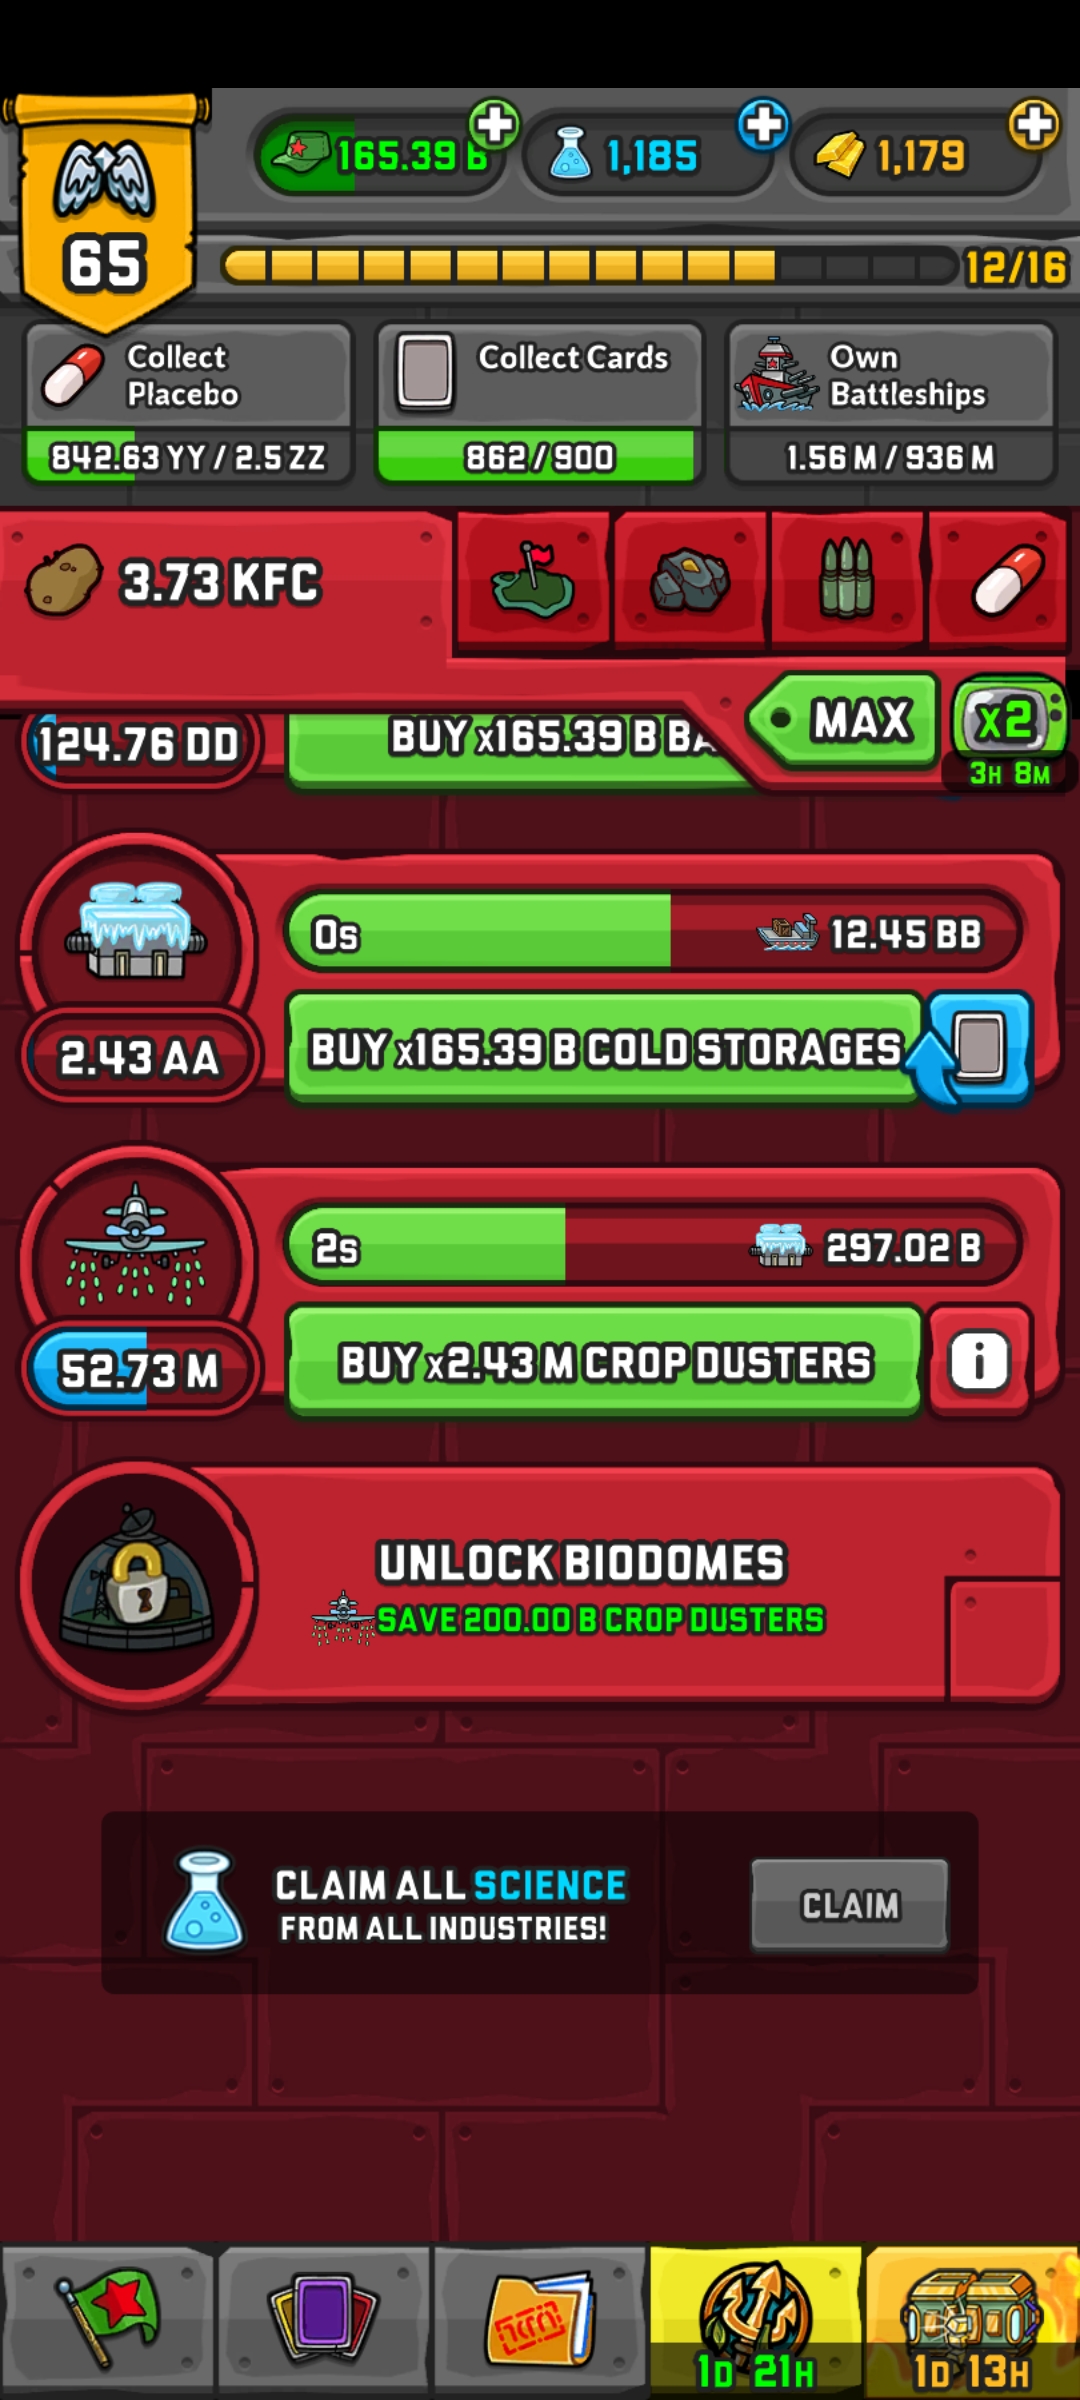 165.39 B
1,185
1,179
65
12/16
Collect
Placebo
842.63 YY / 2.5 ZZ
Collect Cards
862/900
Own
Battleships
1.56 M / 936 M
3.73 KFC
MAX
x2
3H 8M
124.76 DD
BUY x165.39 B BA
0s
12.45 BB
2.43 AA
BUY x165.39 B COLD STORAGES
2s
297.02 B
52.73 M
BUY x2.43 M CROP DUSTERS
i
UNLOCK BIODOMES
SAVE 200.00 B CROP DUSTERS
CLAIM ALL SCIENCE
FROM ALL INDUSTRIES!
CLAIM
1D 21H
1D 13H